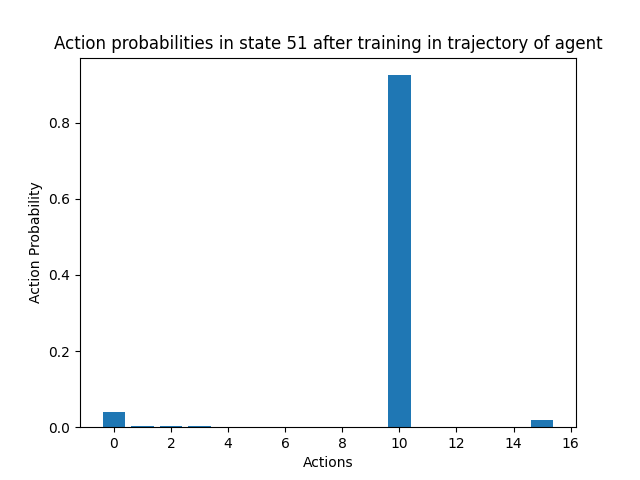 Action probabilities in state 51 after training in trajectory of agent
0.8
0.6
0.4
0.2
0.0
Action Probability
0 2 4 6 8 10 12 14 16
Actions